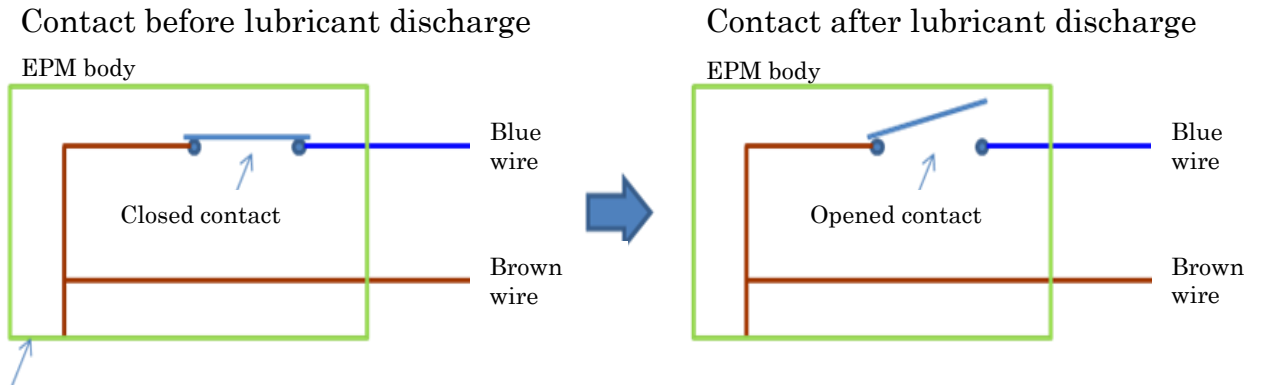 Contact before lubricant discharge
EPM body
Blue
wire
Closed contact
Brown
wire
Contact after lubricant discharge
EPM body
Blue
wire
Opened contact
Brown
wire